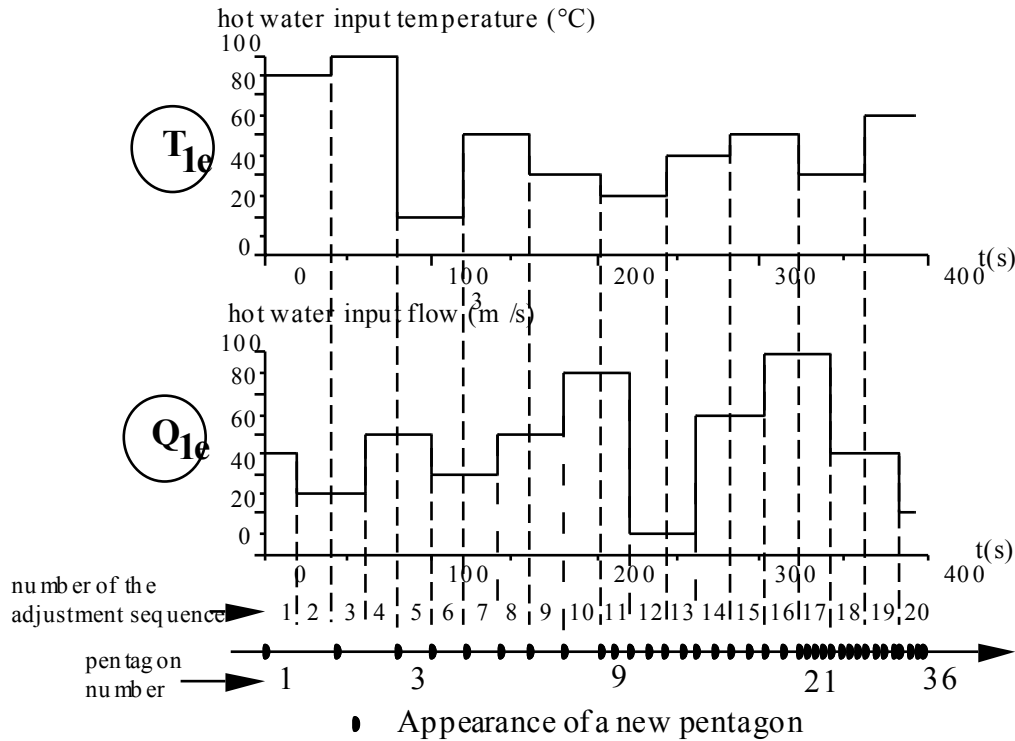 hot water input temperature (°C)
100
80
60
40
20
0
T1e
0 100 200 300 400
t(s)
hot water input flow (3m /s)
100
80
60
40
20
0
Q1e
t(s)
0 100 200 300 400
number of the
adjustment sequence
1 2 3 4 5 6 7 8 9 10 11 12 13 14 15 16 17 18 19 20
pentagon
number
1 3 9 21 36
Appearance of a new pentagon